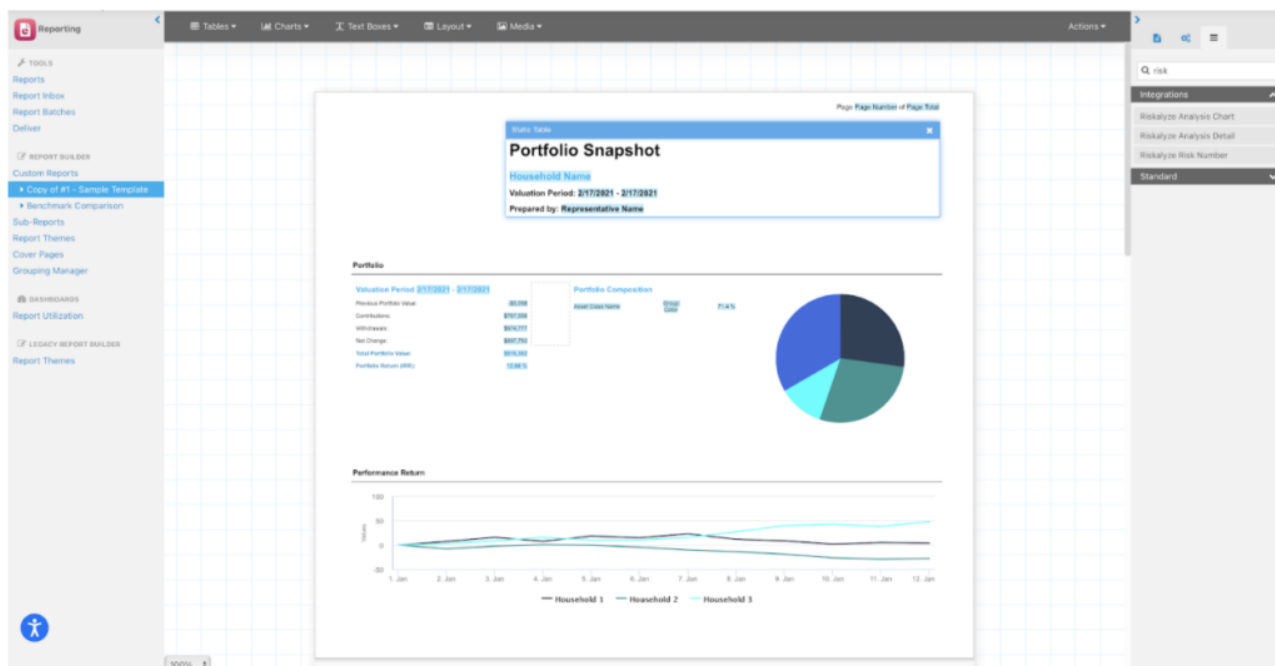 Reporting
TOOLS
Reports
Report Inbox
Report Batches
Deliver
REPORT BUILDER
Custom Reports
Copy of #1 - Sample Template
Benchmark Comparison
Sub-Reports
Report Themes
Cover Pages
Grouping Manager
DASHBOARDS
Report Utilization
LEGACY REPORT BUILDER
Report Themes
Tables Charts Text Boxes Layout Media Actions
Page Page Number of Page Total
Static Table
Portfolio Snapshot
Household Name
Valuation Period: 2/17/2021 - 2/17/2021
Prepared by: Representative Name
Portfolio
Valuation Period 2/17/2021 - 2/17/2021
Previous Portfolio Value:
Contributions:
Withdrawals:
Net Change:
Total Portfolio Value:
Portfolio Return (IRR):
Portfolio Composition
Asset Class Name Group Color 71.4 %
Performance Return
100
50
0
-50
Values
1. Jan 2. Jan 3. Jan 4. Jan 5. Jan 6. Jan 7. Jan 8. Jan 9. Jan 10. Jan 11. Jan 12. Jan
Household 1 Household 2 Household 3
100%
risk
Integrations
Riskalyze Analysis Chart
Riskalyze Analysis Detail
Riskalyze Risk Number
Standard